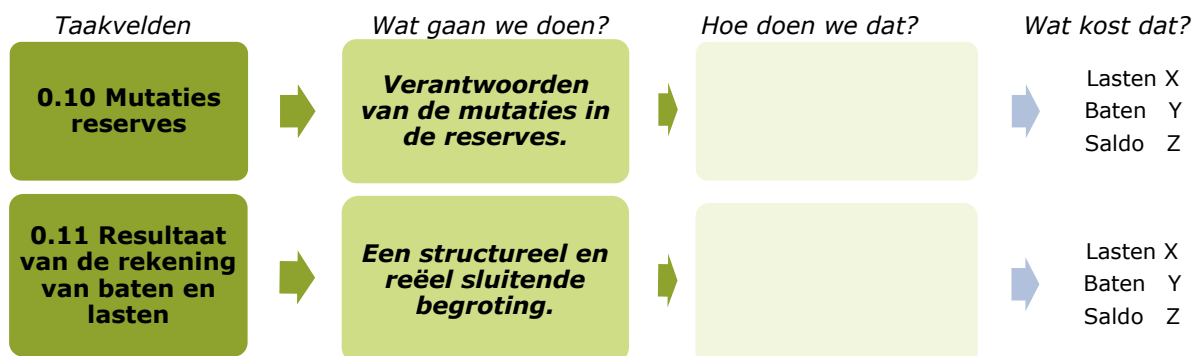 Taakvelden
Wat gaan we doen?
Hoe doen we dat?
Wat kost dat?
0.10 Mutaties
reserves
Verantwoorden
van de mutaties in
de reserves.
Lasten X
Baten Y
Saldo Z
0.11 Resultaat
van de rekening
van baten en
lasten
Een structureel en
reëel sluitende
begroting.
Lasten X
Baten Y
Saldo Z